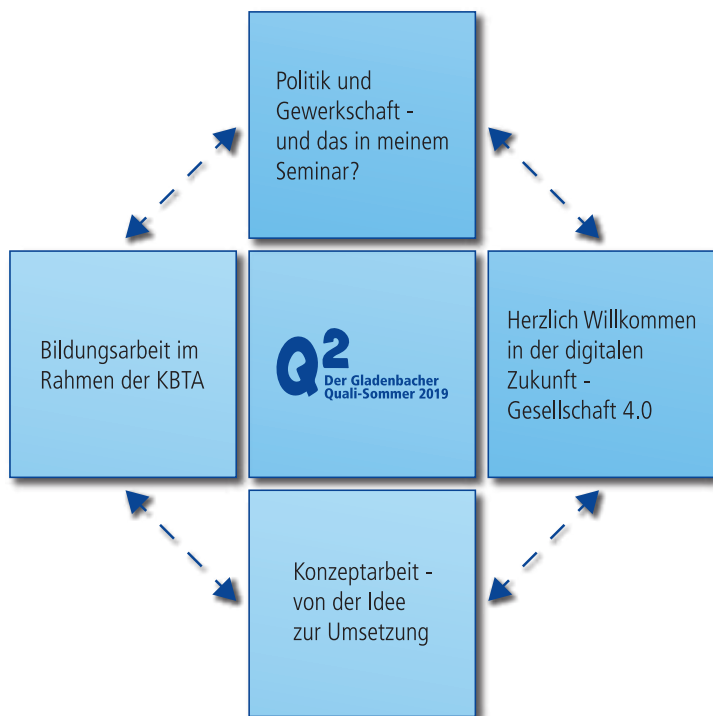 Politik und
Gewerkschaft -
und das in meinem
Seminar?
Bildungsarbeit im
Rahmen der KBTA
Q2
Der Gladenbacher
Quali-Sommer 2019
Herzlich Willkommen
in der digitalen
Zukunft -
Gesellschaft 4.0
Konzeptarbeit -
von der Idee
zur Umsetzung